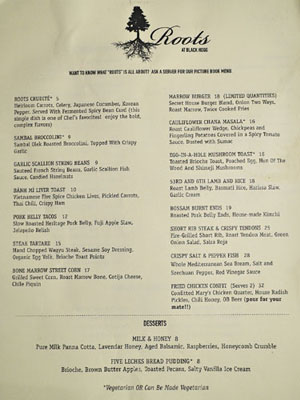 Roots
AT BLACK RIDGE
WANT TO KNOW WHAT "ROOTS" IS ALL ABOUT? ASK A SERVER FOR OUR PICTURE BOOK MENU
ROOTS CRUDITÉ* 5
Heirloom Carrots, Celery, Japanese Cucumber, Korean
Pepper, Served With Fermented Spicy Bean Curd (this
simple dish is one of Chef's favorites! enjoy the bold,
complex flavors)
SAMBAL BROCCOLINI* 9
Sambal Olek Roasted Broccolini, Topped With Crispy
Garlic
GARLIC SCALLION STRING BEANS 9
Sauteed French String Beans, Garlic Scallion Hub
Sauce, Candied Hazelnuts
BANH MI LIVER TOAST 10
Vietnamese Five Spice Chicken Liver, Pickled Carrots,
Thai Chili, Crispy Ham
PORK BELLY TACOS 12
Slow Roasted Heritage Pork Belly, Fuji Apple Slaw,
Jalapeño Relish
STEAK TARTARE 15
Hand Chopped Wagyu Steak, Sesame Soy Dressing,
Organic Egg Yolk, Brioche Toast Points
BONE MARROW STREET CORN 17
Grilled Sweet Corn, Roast Marrow Bone, Cotija Cheese,
Chile Piquin
MARROW BURGER 18 (LIMITED QUANTITIES)
Secret House Burger Blend, Onion Two Ways,
Roast Marrow, Twice Cooked Fries
CAULIFLOWER CHANA MASALA* 16
Roast Cauliflower Wedge, Chickpeas and
Fingerling Potatoes Covered in a Spicy Tomato
Sauce, Dusted with Sumac
EGG-IN-A-HOLE MUSHROOM TOAST* 16
Toasted Brioche Toast, Poached Egg, Hen Of The
Wood And Shimeji Mushrooms
53RD AND 6TH LAMB AND RICE 18
Roast Lamb Belly, Basmati Rice, Harissa Slaw,
Garlic Cream
BOSSAM BURNT ENDS 19
Roasted Pork Belly Ends, House-made Kimchi
SHORT RIB STEAK & CRISPY TENDONS 25
Fire-Grilled Short Rib, Roast Tendon Meat, Green
Onion Salad, Salsa Roja
CRISPY SALT & PEPPER FISH 28
Whole Mediterranean Sea Bream, Salt and
Szechuan Pepper, Red Vinegar Sauce
FRIED CHICKEN CONFIT (Serves 2) 32
Confitted Mary's Chicken Quarter, House Radish
Pickles, Chili Honey, OB Beer (pour for your
mate!!)
DESSERTS
MILK & HONEY 8
Pure Milk Panna Cotta, Lavendar Honey, Aged Balsamic, Raspberries, Honeycomb Crumble
FIVE LECHES BREAD PUDDING* 8
Brioche, Brown Butter Apples, Toasted Pecans, Salty Vanilla Ice Cream
*Vegetarian OR Can Be Made Vegetarian